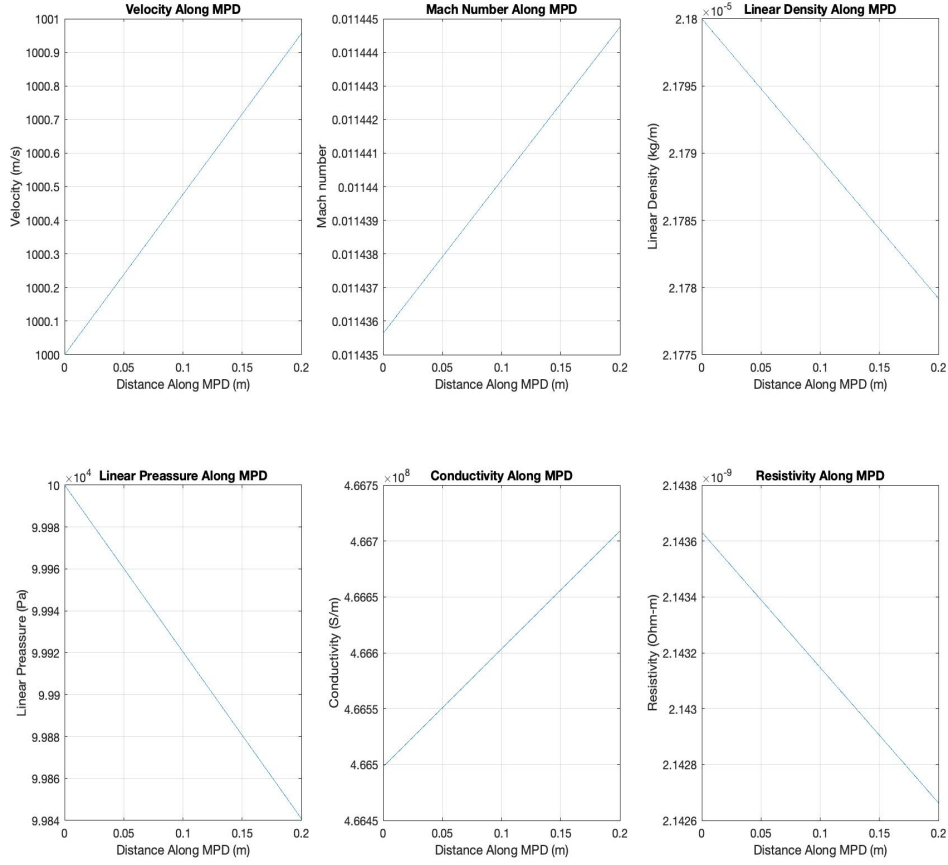 Velocity Along MPD
1001
1000.9
1000.8
1000.7
1000.6
1000.5
1000.4
1000.3
1000.2
1000.1
1000
Velocity (m/s)
0 0.05 0.1 0.15 0.2
Distance Along MPD (m)
Mach Number Along MPD
0.011445
0.011444
0.011443
0.011442
0.011441
0.01144
0.011439
0.011438
0.011437
0.011436
0.011435
Mach number
0 0.05 0.1 0.15 0.2
Distance Along MPD (m)
Linear Density Along MPD
×10⁻⁵
2.18
2.1795
2.179
2.1785
2.178
2.1775
Linear Density (kg/m)
0 0.05 0.1 0.15 0.2
Distance Along MPD (m)
Linear Preassure Along MPD
×10⁴
10
9.998
9.996
9.994
9.992
9.99
9.988
9.986
9.984
Linear Preassure (Pa)
0 0.05 0.1 0.15 0.2
Distance Along MPD (m)
Conductivity Along MPD
×10⁸
4.6675
4.667
4.6665
4.666
4.6655
4.665
4.6645
Conductivity (S/m)
0 0.05 0.1 0.15 0.2
Distance Along MPD (m)
Resistivity Along MPD
×10⁻⁹
2.1438
2.1436
2.1434
2.1432
2.143
2.1428
2.1426
Resistivity (Ohm-m)
0 0.05 0.1 0.15 0.2
Distance Along MPD (m)